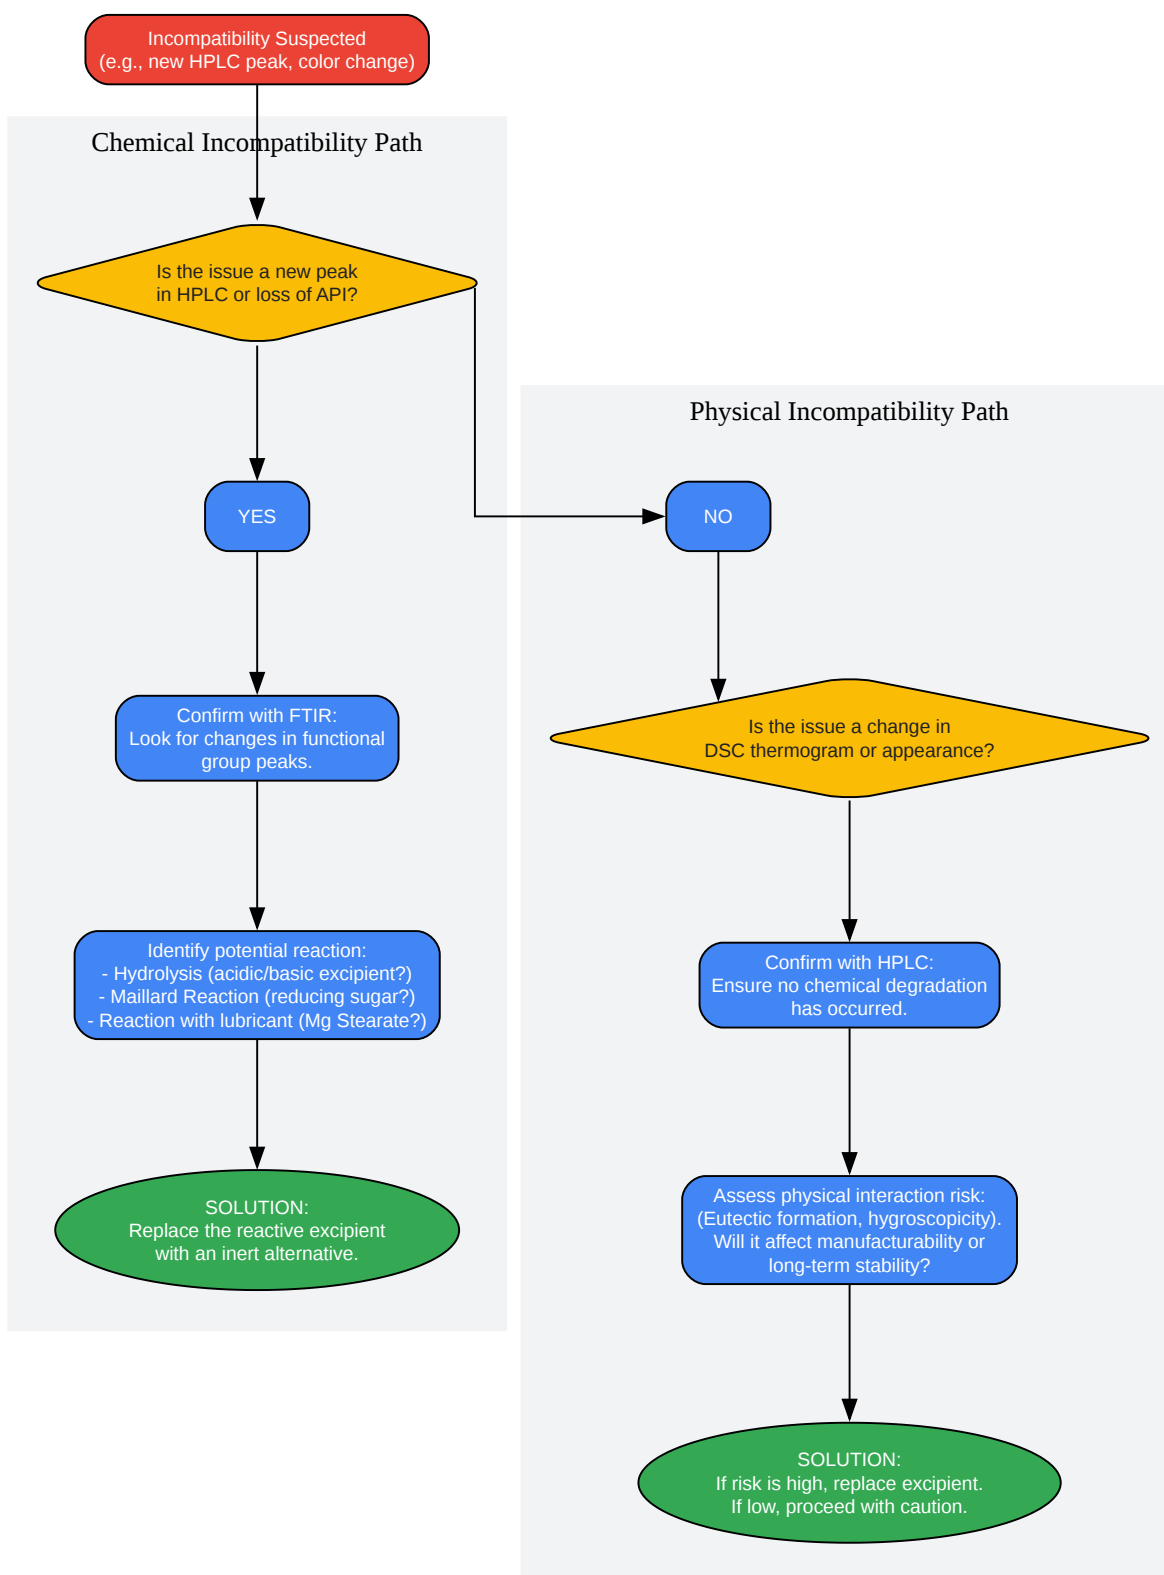 Incompatibility Suspected
(e.g., new HPLC peak, color change)
Chemical Incompatibility Path
Is the issue a new peak
in HPLC or loss of API?
YES
Confirm with FTIR:
Look for changes in functional
group peaks.
Identify potential reaction:
- Hydrolysis (acidic/basic excipient?)
- Maillard Reaction (reducing sugar?)
- Reaction with lubricant (Mg Stearate?)
SOLUTION:
Replace the reactive excipient
with an inert alternative.
Physical Incompatibility Path
NO
Is the issue a change in
DSC thermogram or appearance?
Confirm with HPLC:
Ensure no chemical degradation
has occurred.
Assess physical interaction risk:
(Eutectic formation, hygroscopicity).
Will it affect manufacturability or
long-term stability?
SOLUTION:
If risk is high, replace excipient.
If low, proceed with caution.